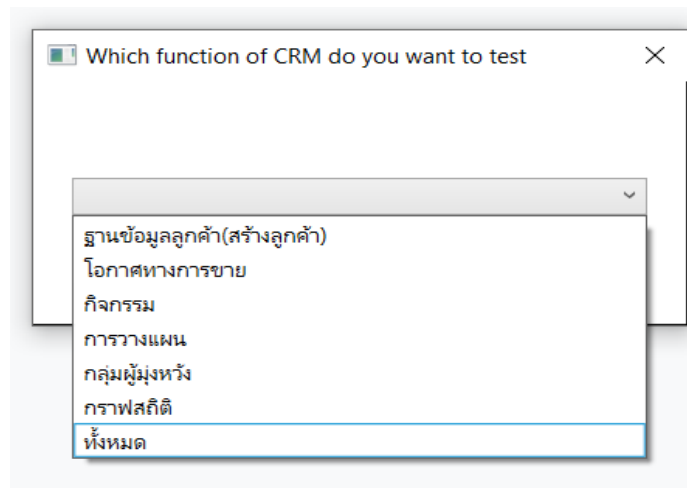 Which function of CRM do you want to test
ฐานข้อมูลลูกค้า(สร้างลูกค้า)
โอกาศทางการขาย
กิจกรรม
การวางแผน
กลุ่มผู้มุ่งหวัง
กราฟสถิติ
ทั้งหมด